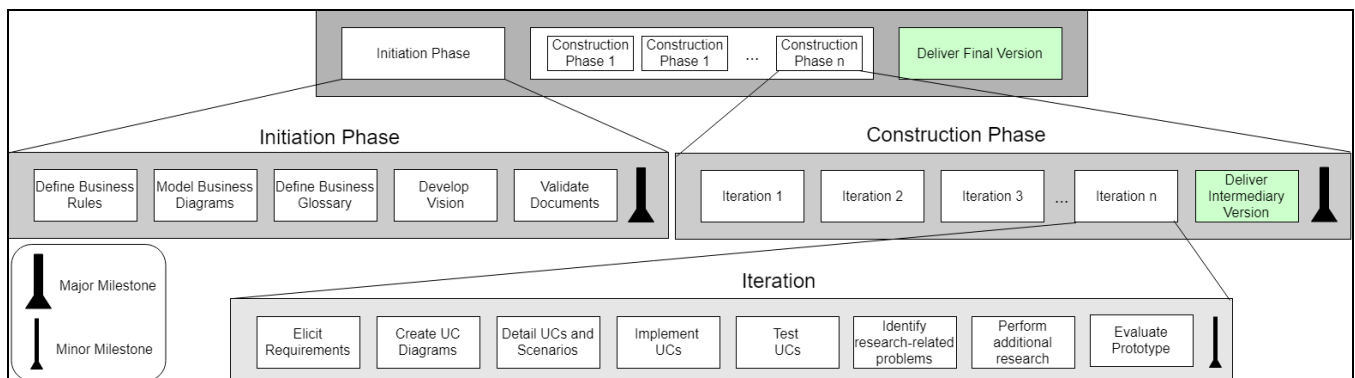 Initiation Phase
Construction
Phase 1
Construction
Phase 1
...
Construction
Phase n
Deliver Final Version
Initiation Phase
Define Business
Rules
Model Business
Diagrams
Define Business
Glossary
Develop
Vision
Validate
Documents
Construction Phase
Iteration 1
Iteration 2
Iteration 3
...
Iteration n
Deliver
Intermediary
Version
Major Milestone
Minor Milestone
Iteration
Elicit
Requirements
Create UC
Diagrams
Detail UCs and
Scenarios
Implement
UCs
Test
UCs
Identify
research-related
problems
Perform
additional
research
Evaluate
Prototype